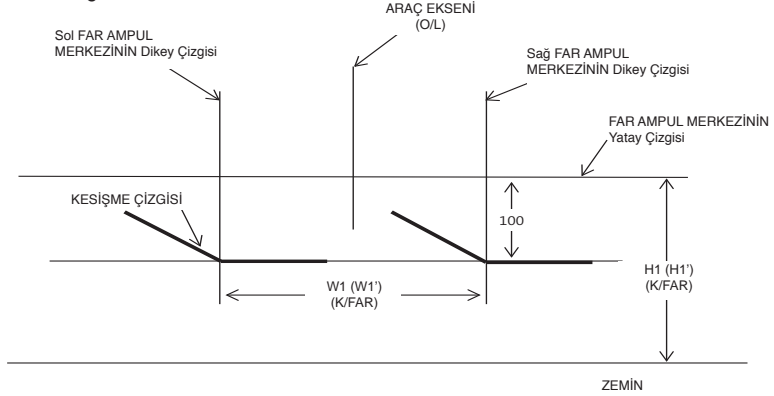 ARAÇ EKSENİ
(O/L)
Sol FAR AMPUL
MERKEZİNİN Dikey Çizgisi
Sağ FAR AMPUL
MERKEZİNİN Dikey Çizgisi
FAR AMPUL MERKEZİNİN
Yatay Çizgisi
KESİŞME ÇİZGİSİ
100
W1 (W1')
(K/FAR)
H1 (H1')
(K/FAR)
ZEMİN